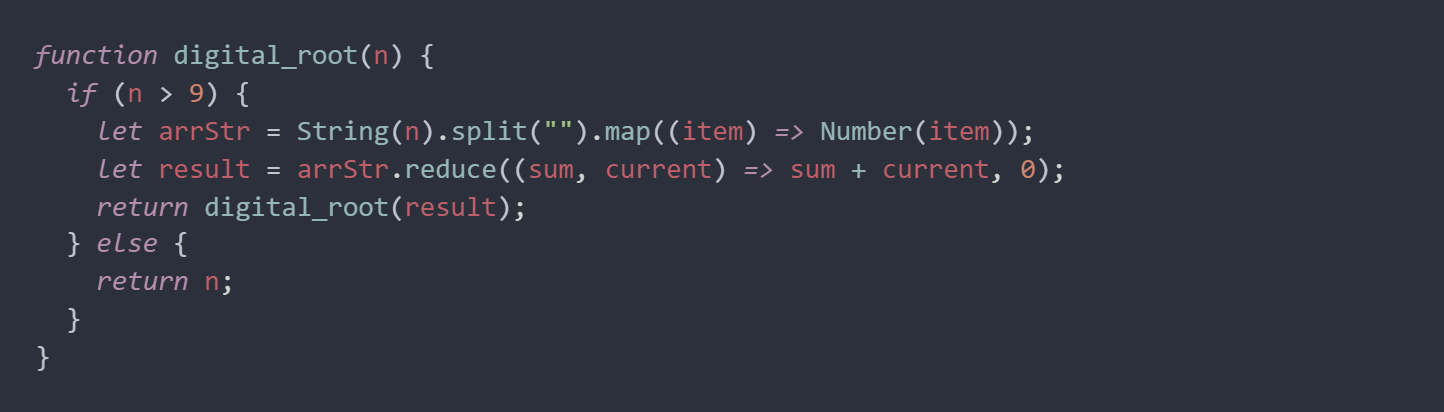 function digital_root(n) {
  if (n > 9) {
    let arrStr = String(n).split("").map((item) => Number(item));
    let result = arrStr.reduce((sum, current) => sum + current, 0);
    return digital_root(result);
  } else {
    return n;
  }
}